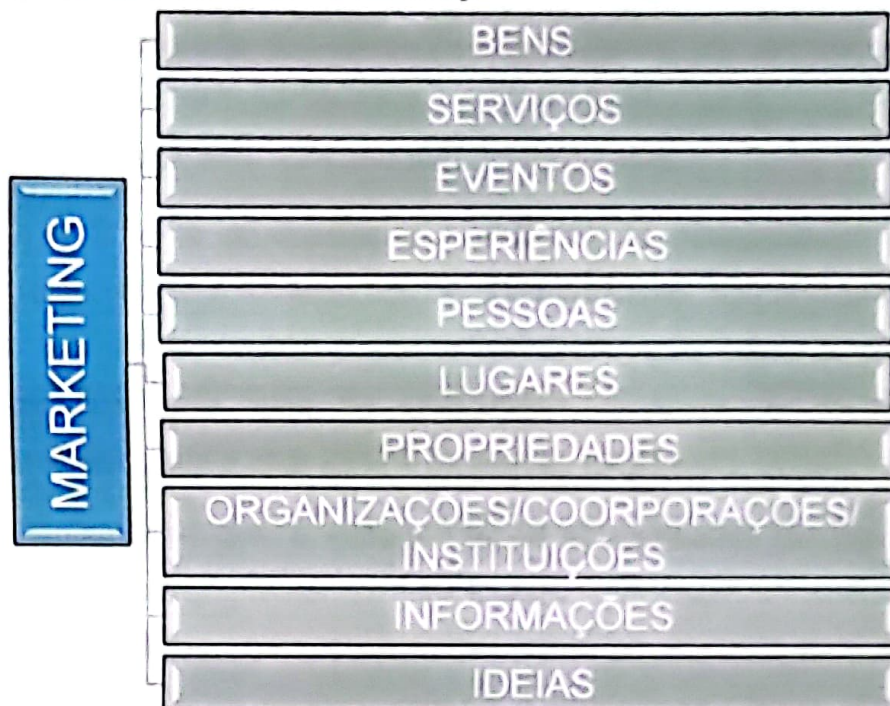 MARKETING
BENS
SERVIÇOS
EVENTOS
ESPERIÊNCIAS
PESSOAS
LUGARES
PROPRIEDADES
ORGANIZAÇÕES/COORPORAÇÕES/
INSTITUIÇÕES
INFORMAÇÕES
IDEIAS